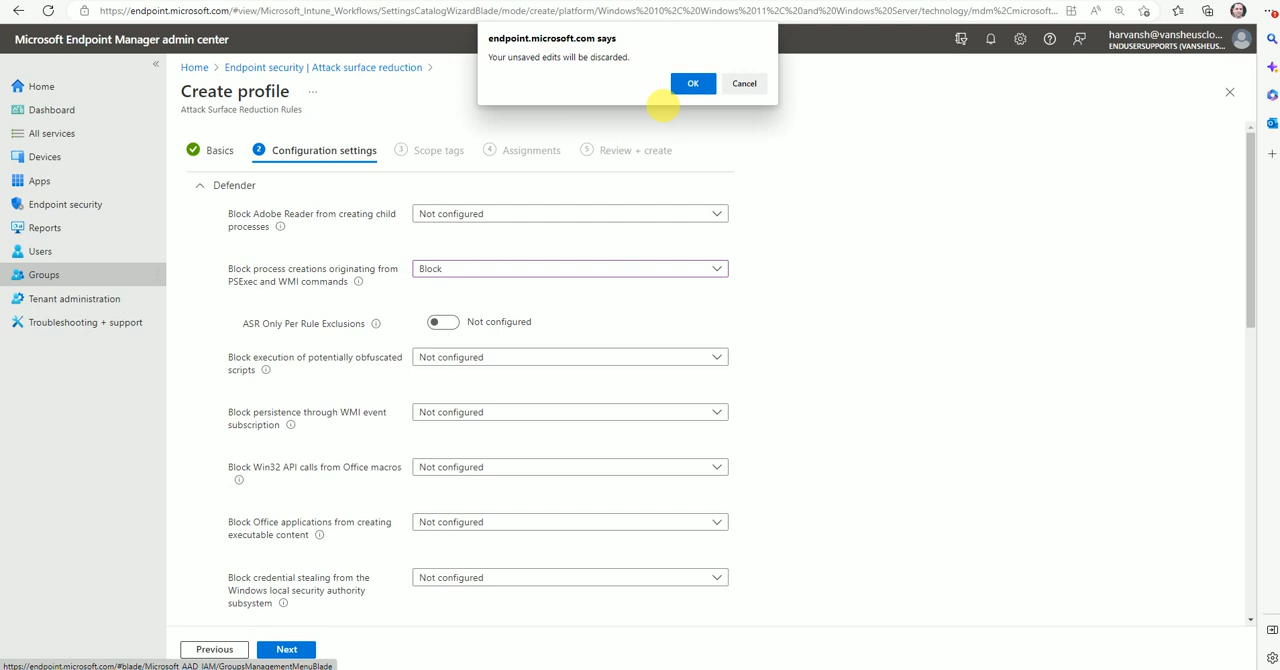 https://endpoint.microsoft.com/#view/Microsoft_Intune_Workflows/SettingsCatalogWizardBlade/mode/create/platform/Windows%2010%2C%20Windows%2011%2C%20and%20Windows%20Server/technology/mdm%2Cmicrosoft...
endpoint.microsoft.com says
Your unsaved edits will be discarded.
OK
Cancel
Microsoft Endpoint Manager admin center
harvansh@vansheusclo...
ENDUSERSUPPORTS (VANSHEUS...
Home
Dashboard
All services
Devices
Apps
Endpoint security
Reports
Users
Groups
Tenant administration
Troubleshooting + support
Home > Endpoint security | Attack surface reduction >
Create profile ...
Attack Surface Reduction Rules
Basics
2 Configuration settings
3 Scope tags
4 Assignments
5 Review + create
Defender
Block Adobe Reader from creating child
processes
Not configured
Block process creations originating from
PSExec and WMI commands
Block
ASR Only Per Rule Exclusions
Not configured
Block execution of potentially obfuscated
scripts
Not configured
Block persistence through WMI event
subscription
Not configured
Block Win32 API calls from Office macros
Not configured
Block Office applications from creating
executable content
Not configured
Block credential stealing from the
Windows local security authority
subsystem
Not configured
Previous
Next
https://endpoint.microsoft.com/#blade/Microsoft_AAD_IAM/GroupsManagementMenuBlade